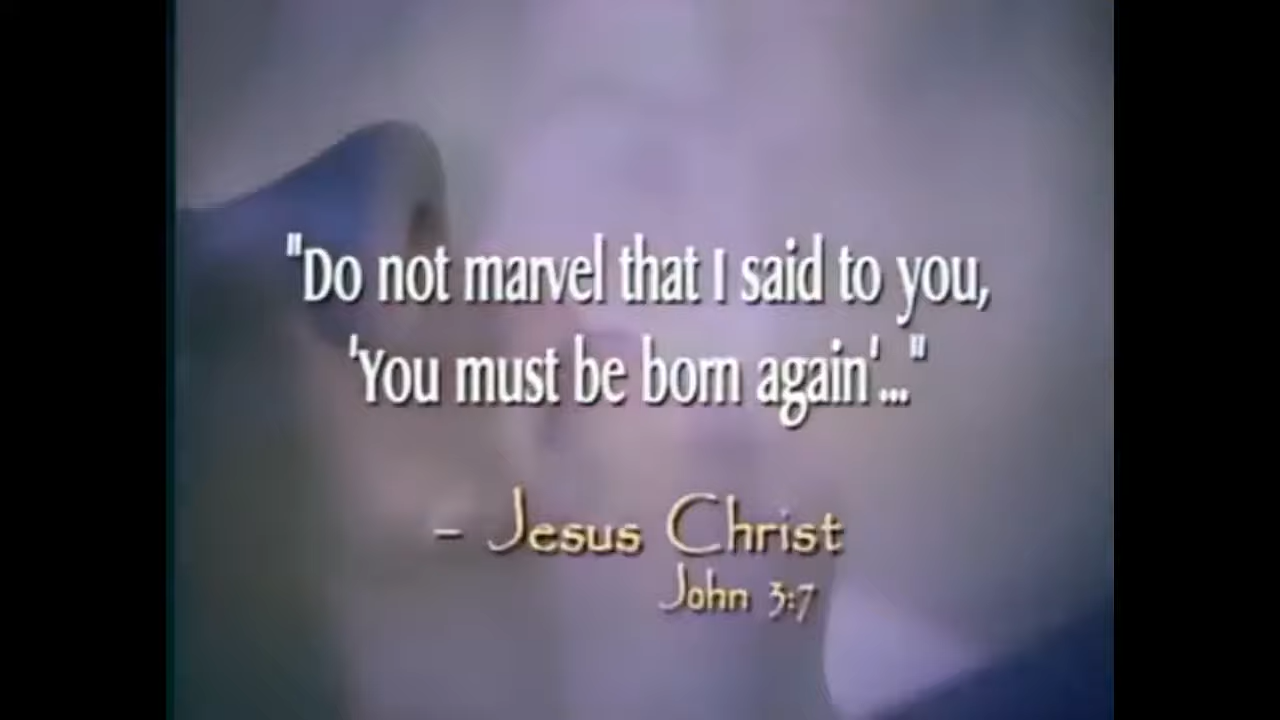 "Do not marvel that I said to you,
'You must be born again'..."
– Jesus Christ
John 3:7